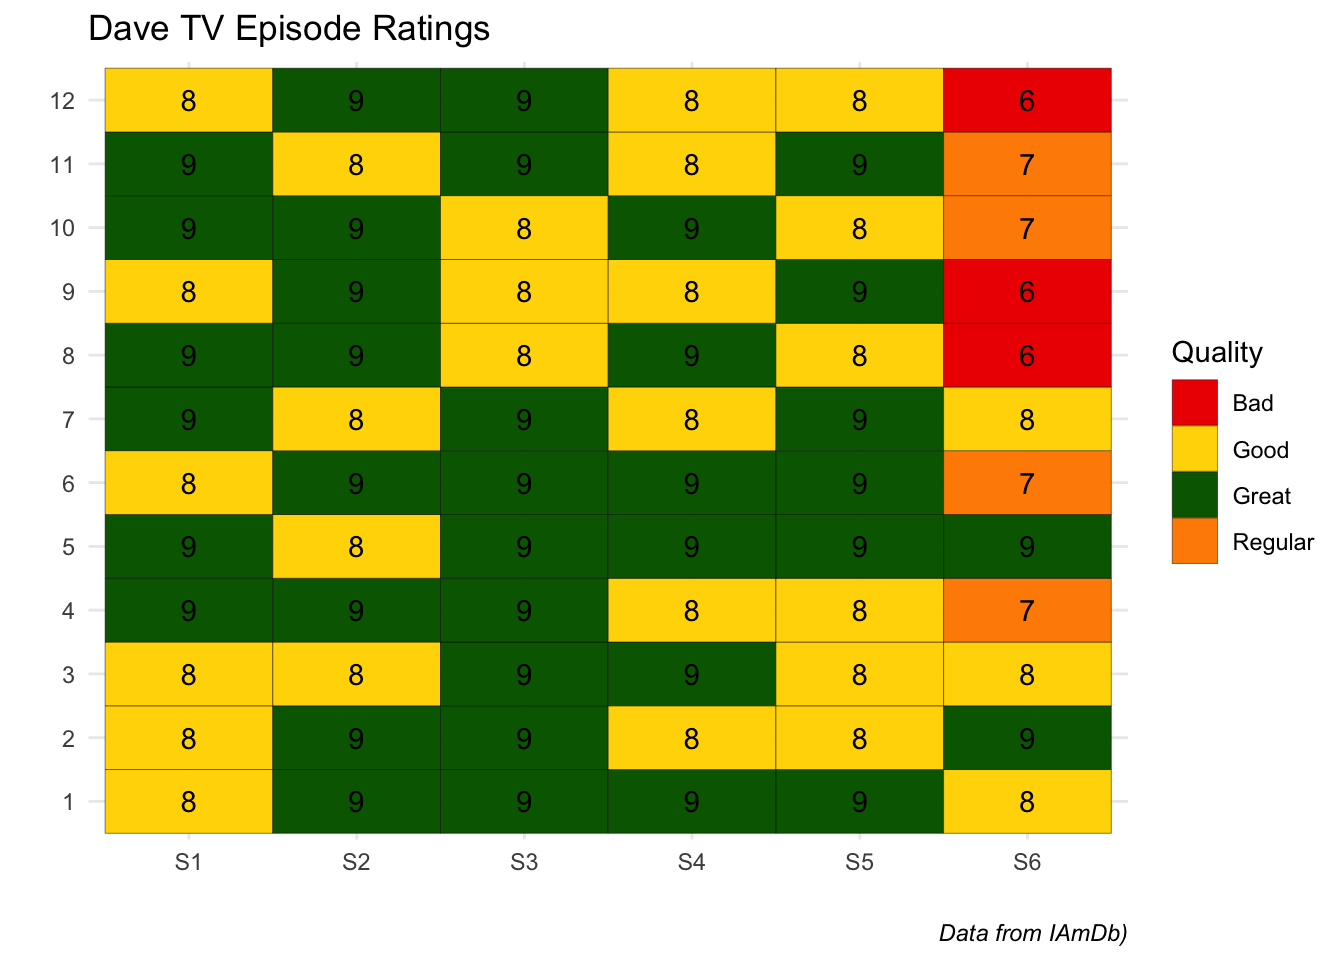 Dave TV Episode Ratings
12 8 9 9 8 8 6
11 9 8 9 8 9 7
10 9 9 8 9 8 7
9 8 9 8 8 9 6
8 9 9 8 9 8 6
7 9 8 9 8 9 8
6 8 9 9 9 9 7
5 9 8 9 9 9 9
4 9 9 9 8 8 7
3 8 8 9 9 8 8
2 8 9 9 8 8 9
1 8 9 9 9 9 8
S1 S2 S3 S4 S5 S6
Quality
Bad
Good
Great
Regular
Data from IAmDb)